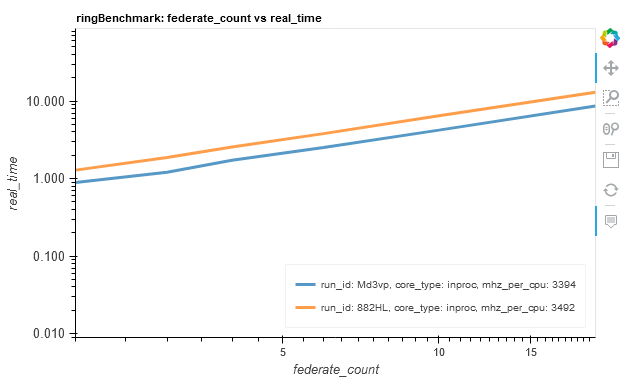 ringBenchmark: federate_count vs real_time
10.000
1.000
0.100
0.010
real_time
run_id: Md3vp, core_type: inproc, mhz_per_cpu: 3394
run_id: 882HL, core_type: inproc, mhz_per_cpu: 3492
5
10
15
federate_count